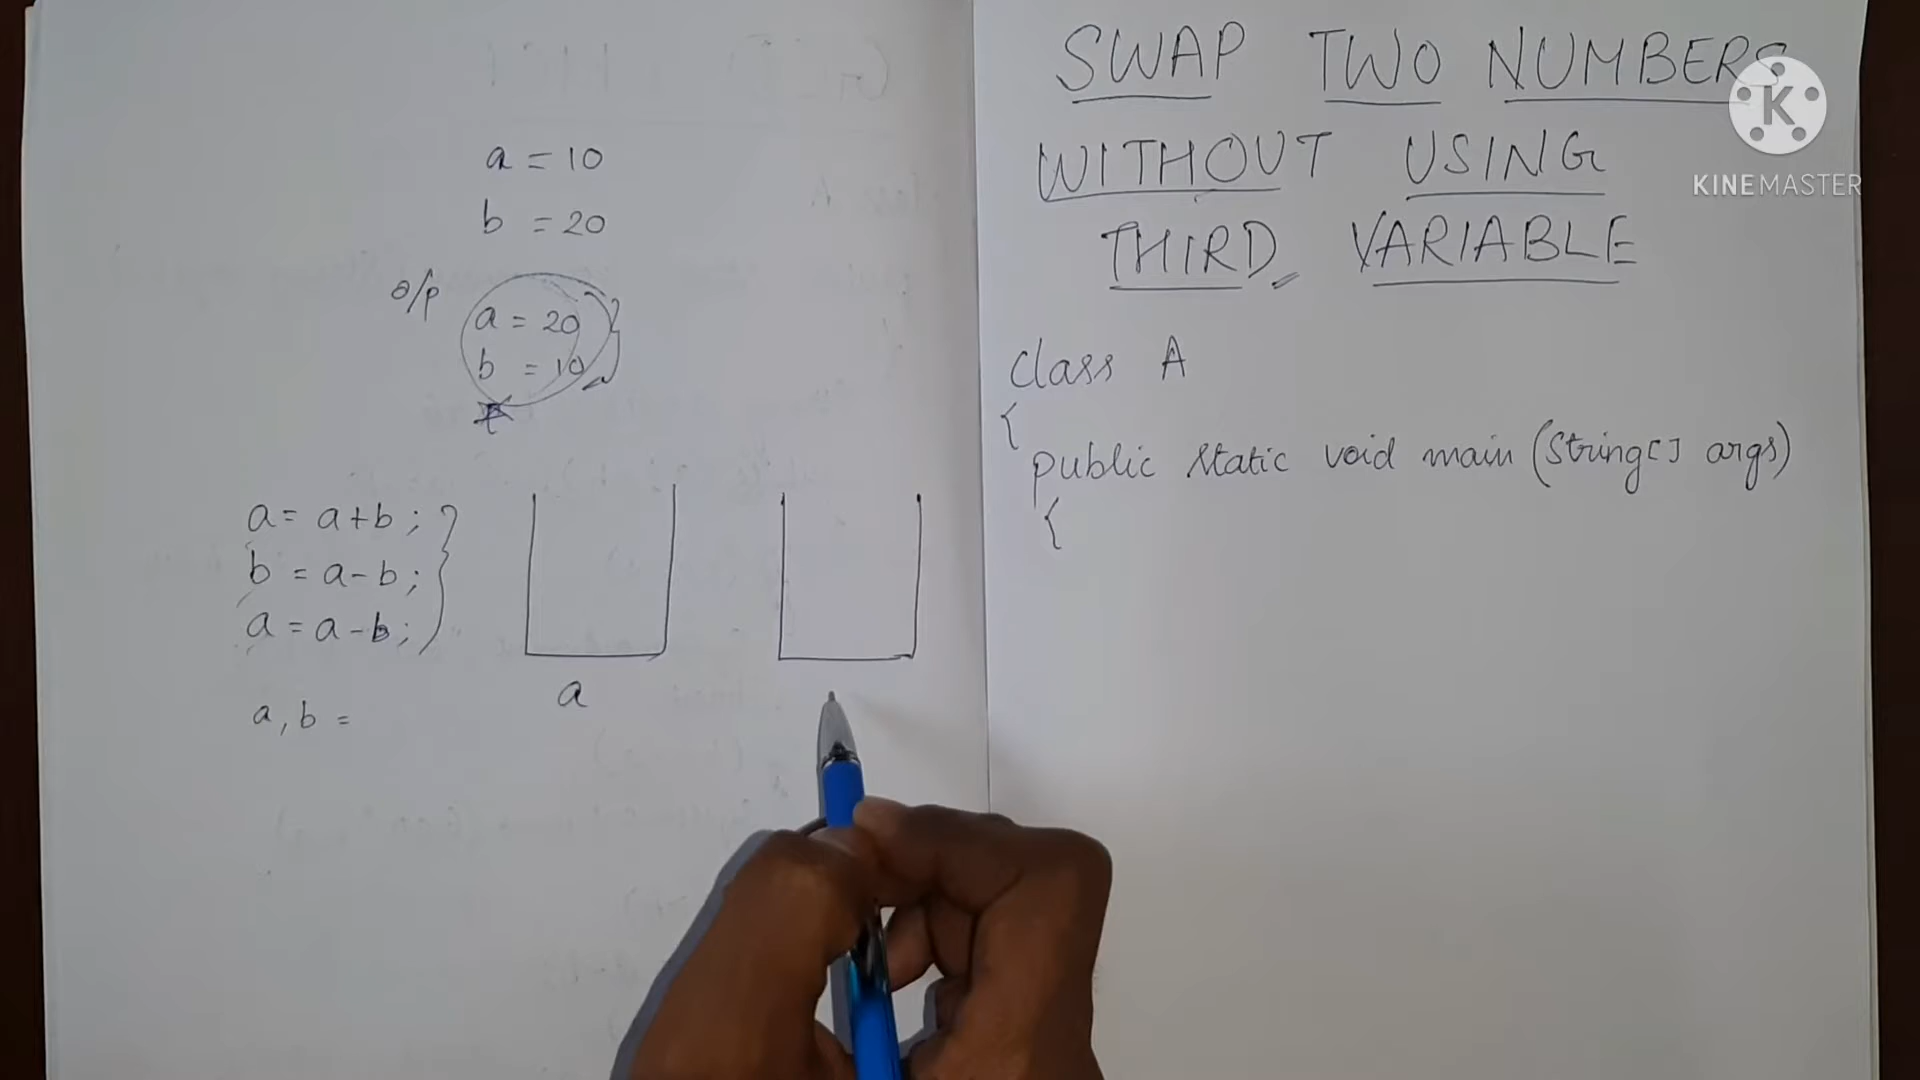 a = 10
b = 20
o/p
a = 20
b = 10
a = a+b;
b = a-b;
a = a-b;
a, b =
a
SWAP TWO NUMBERS
WITHOUT USING
THIRD VARIABLE
class A
{
public static void main (String[] args)
{
K
KINEMASTER